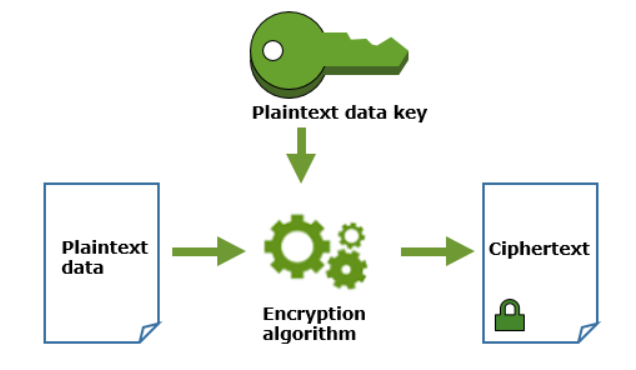 Plaintext data key
Plaintext
data
Encryption
algorithm
Ciphertext